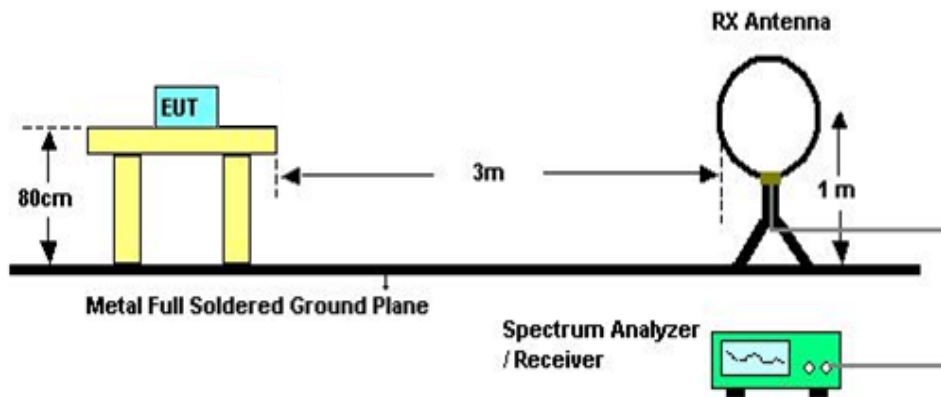 RX Antenna
EUT
3m
80cm
1 m
Metal Full Soldered Ground Plane
Spectrum Analyzer
/ Receiver